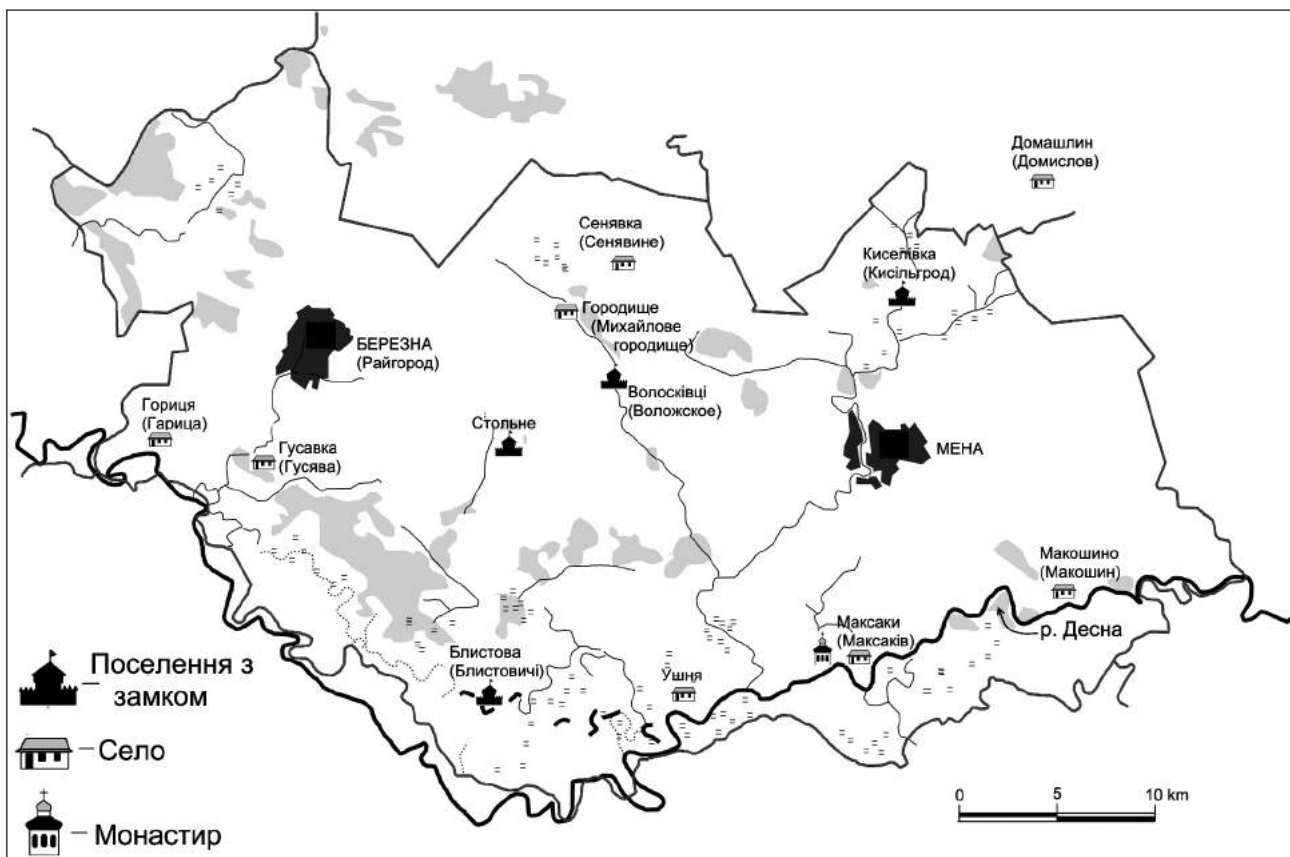 Домашлин
(Домислов)
Сенявка
(Сенявине)
Киселівка
(Кисільгрод)
Городище
(Михайлове
городище)
БЕРЕЗНА
(Райгород)
Волосківці
(Воложское)
Гориця
(Гарица)
Стольне
Гусавка
(Гусява)
МЕНА
Макошино
(Макошин)
р. Десна
Максаки
(Максаків)
Блистова
(Блистовичі)
Ушня
Поселення з
замком
Село
Монастир
0 5 10 km